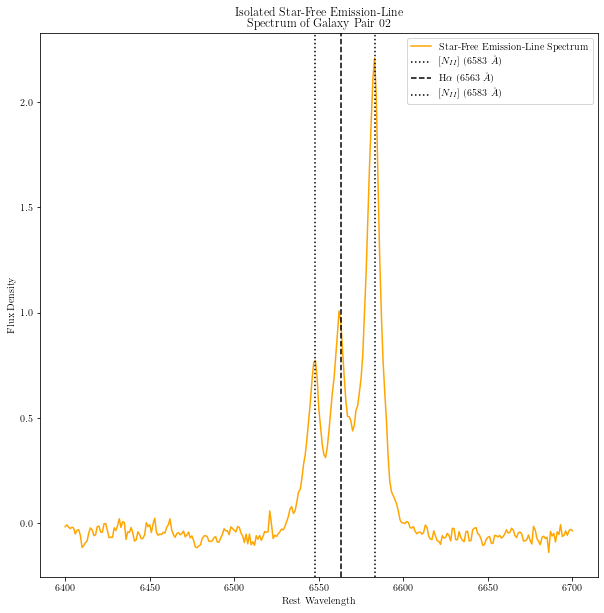 Isolated Star-Free Emission-Line
Spectrum of Galaxy Pair 02
Star-Free Emission-Line Spectrum
[N_II] (6583 Å)
Hα (6563 Å)
[N_II] (6583 Å)
Flux Density
2.0
1.5
1.0
0.5
0.0
6400 6450 6500 6550 6600 6650 6700
Rest Wavelength